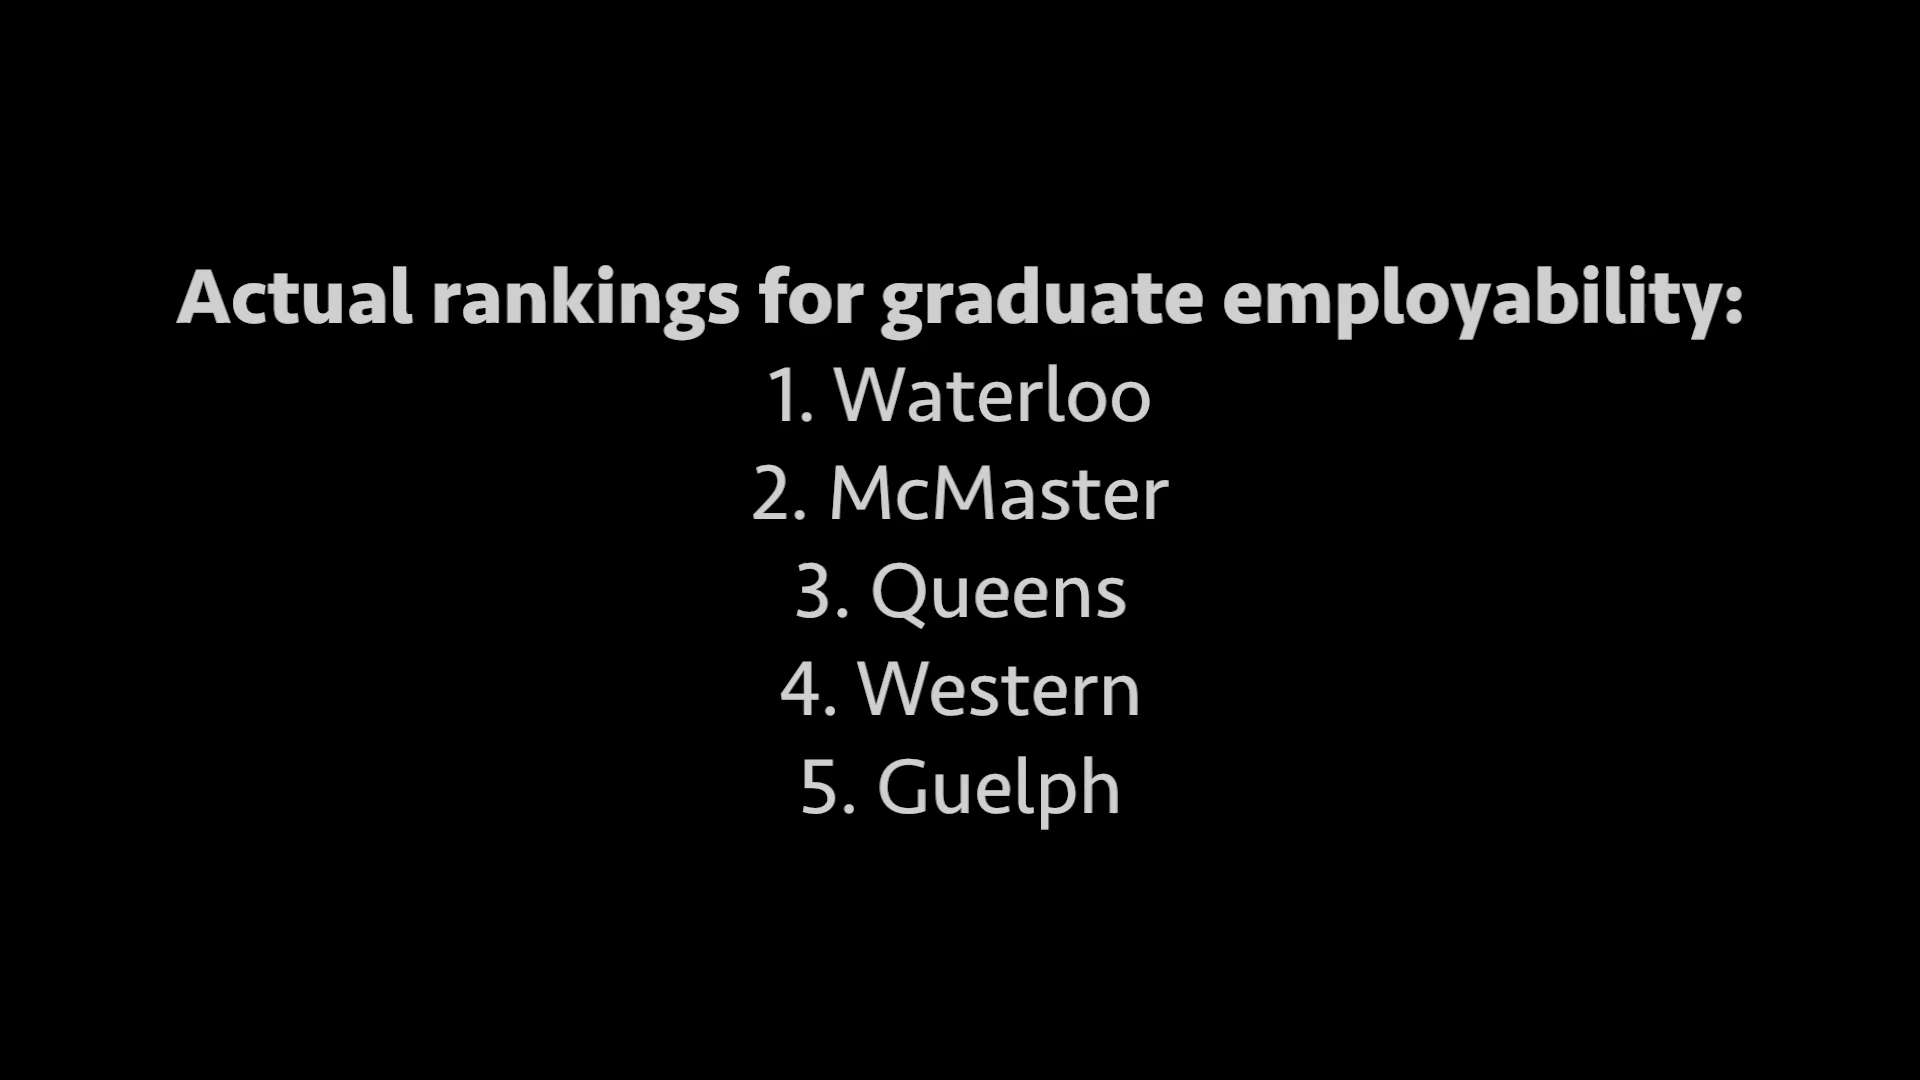 Actual rankings for graduate employability:
1. Waterloo
2. McMaster
3. Queens
4. Western
5. Guelph